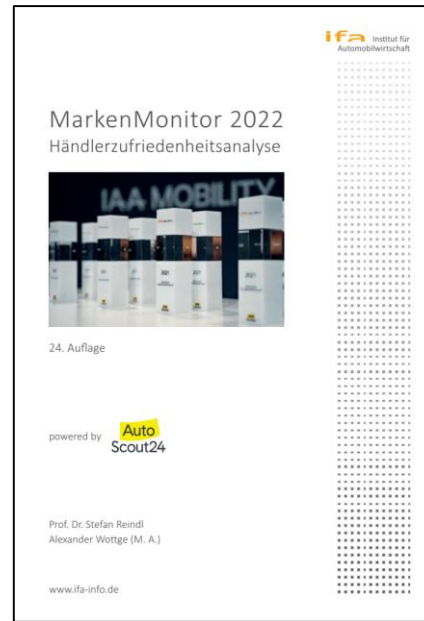 ifa Institut für
Automobilwirtschaft
MarkenMonitor 2022
Händlerzufriedenheitsanalyse
IAA MOBILITY
24. Auflage
powered by Auto
Scout24
Prof. Dr. Stefan Reindl
Alexander Wottge (M. A.)
www.ifa-info.de